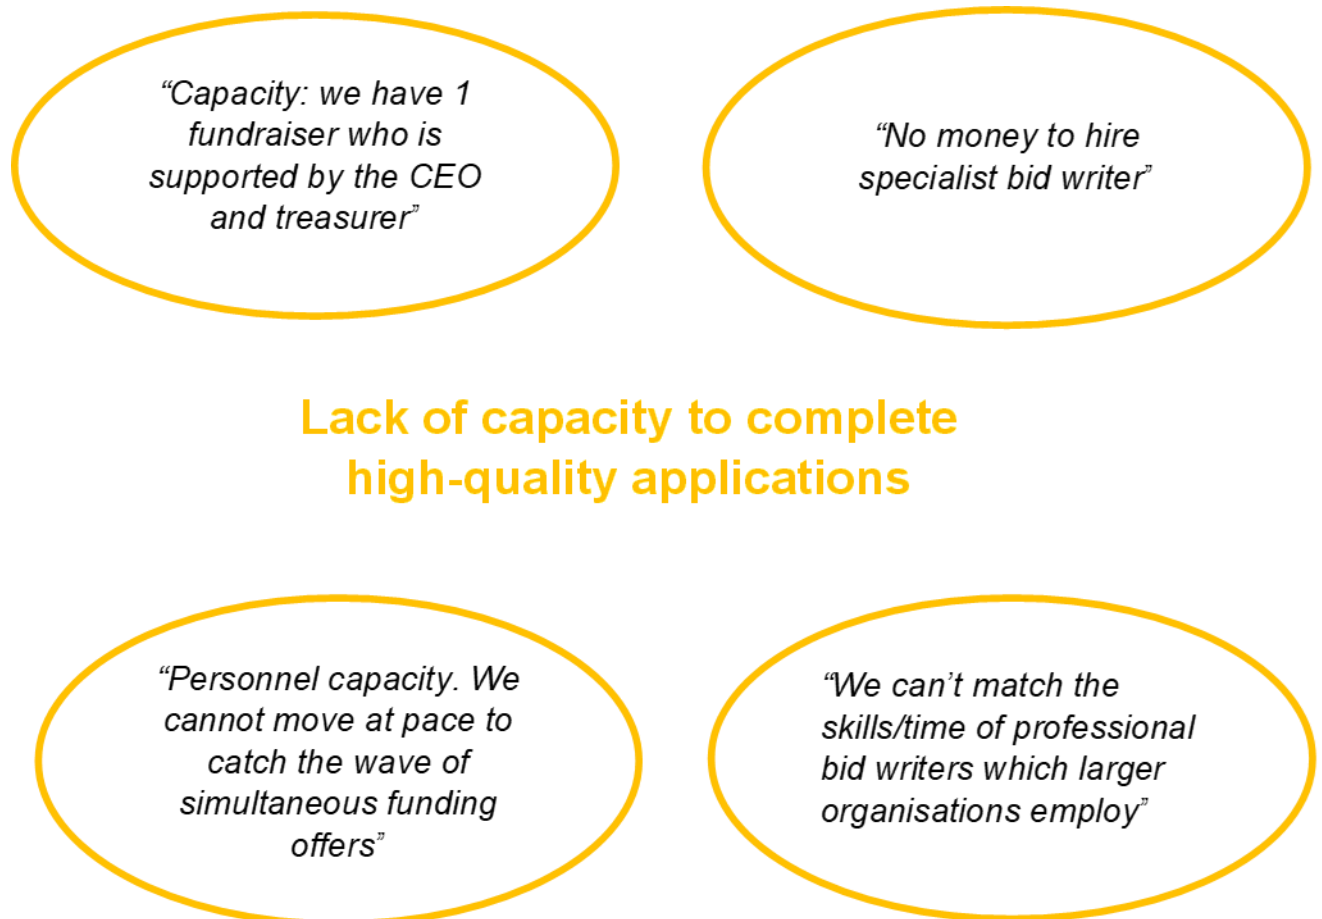 “Capacity: we have 1
fundraiser who is
supported by the CEO
and treasurer”
“No money to hire
specialist bid writer”
Lack of capacity to complete
high-quality applications
“Personnel capacity. We
cannot move at pace to
catch the wave of
simultaneous funding
offers”
“We can’t match the
skills/time of professional
bid writers which larger
organisations employ”